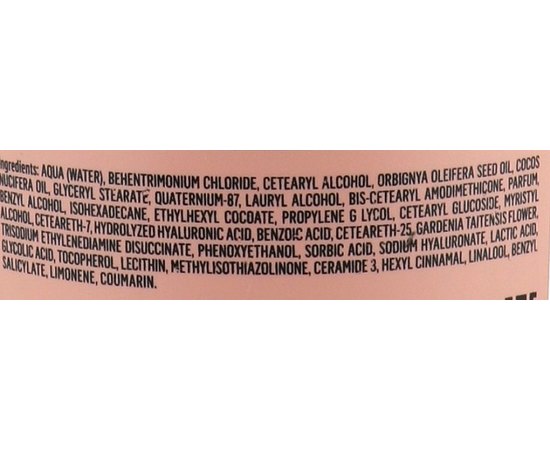 Ingredients: AQUA (WATER), BEHENTRIMONIUM CHLORIDE, CETEARYL ALCOHOL, ORBIGNYA OLEIFERA SEED OIL, COCOS
NUCIFERA OIL, GLYCERYL STEARATE, QUATERNIUM-87, LAURYL ALCOHOL, BIS-CETEARYL AMODIMETHICONE, PARFUM,
BENZYL ALCOHOL, ISOHEXADECANE, ETHYLHEXYL COCOATE, PROPYLENE G LYCOL, CETEARYL GLUCOSIDE, MYRISTYL
ALCOHOL, CETEARETH-7, HYDROLYZED HYALURONIC ACID, BENZOIC ACID, CETEARETH-25, GARDENIA TAITENSIS FLOWER,
TRISODIUM ETHYLENEDIAMINE DISUCCINATE, PHENOXYETHANOL, SORBIC ACID, SODIUM HYALURONATE, LACTIC ACID,
GLYCOLIC ACID, TOCOPHEROL, LECITHIN, METHYLISOTHIAZOLINONE, CERAMIDE 3, HEXYL CINNAMAL, LINALOOL, BENZYL
SALICYLATE, LIMONENE, COUMARIN.